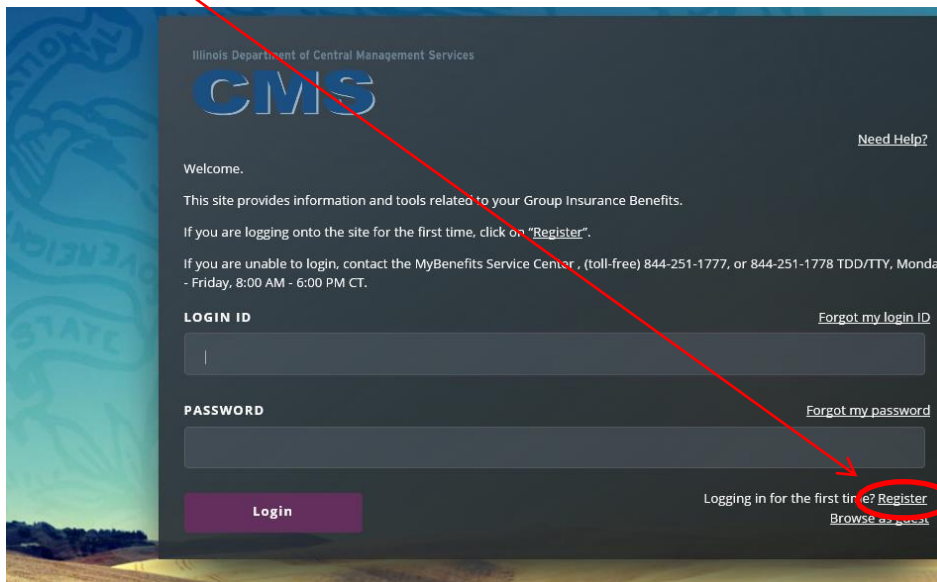 Illinois Department of Central Management Services
CMS
Need Help?
Welcome.
This site provides information and tools related to your Group Insurance Benefits.
If you are logging onto the site for the first time, click on "Register".
If you are unable to login, contact the MyBenefits Service Center , (toll-free) 844-251-1777, or 844-251-1778 TDD/TTY, Monda
- Friday, 8:00 AM - 6:00 PM CT.
LOGIN ID
Forgot my login ID
PASSWORD
Forgot my password
Login
Logging in for the first time? Register
Browse as guest
STATE